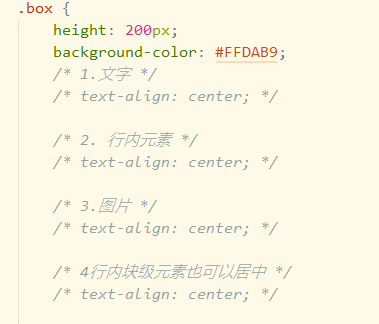 .box {
height: 200px;
background-color: #FFDAB9;
/* 1.文字 */
/* text-align: center; */
/* 2. 行内元素 */
/* text-align: center; */
/* 3.图片 */
/* text-align: center; */
/* 4行内块级元素也可以居中 */
/* text-align: center; */